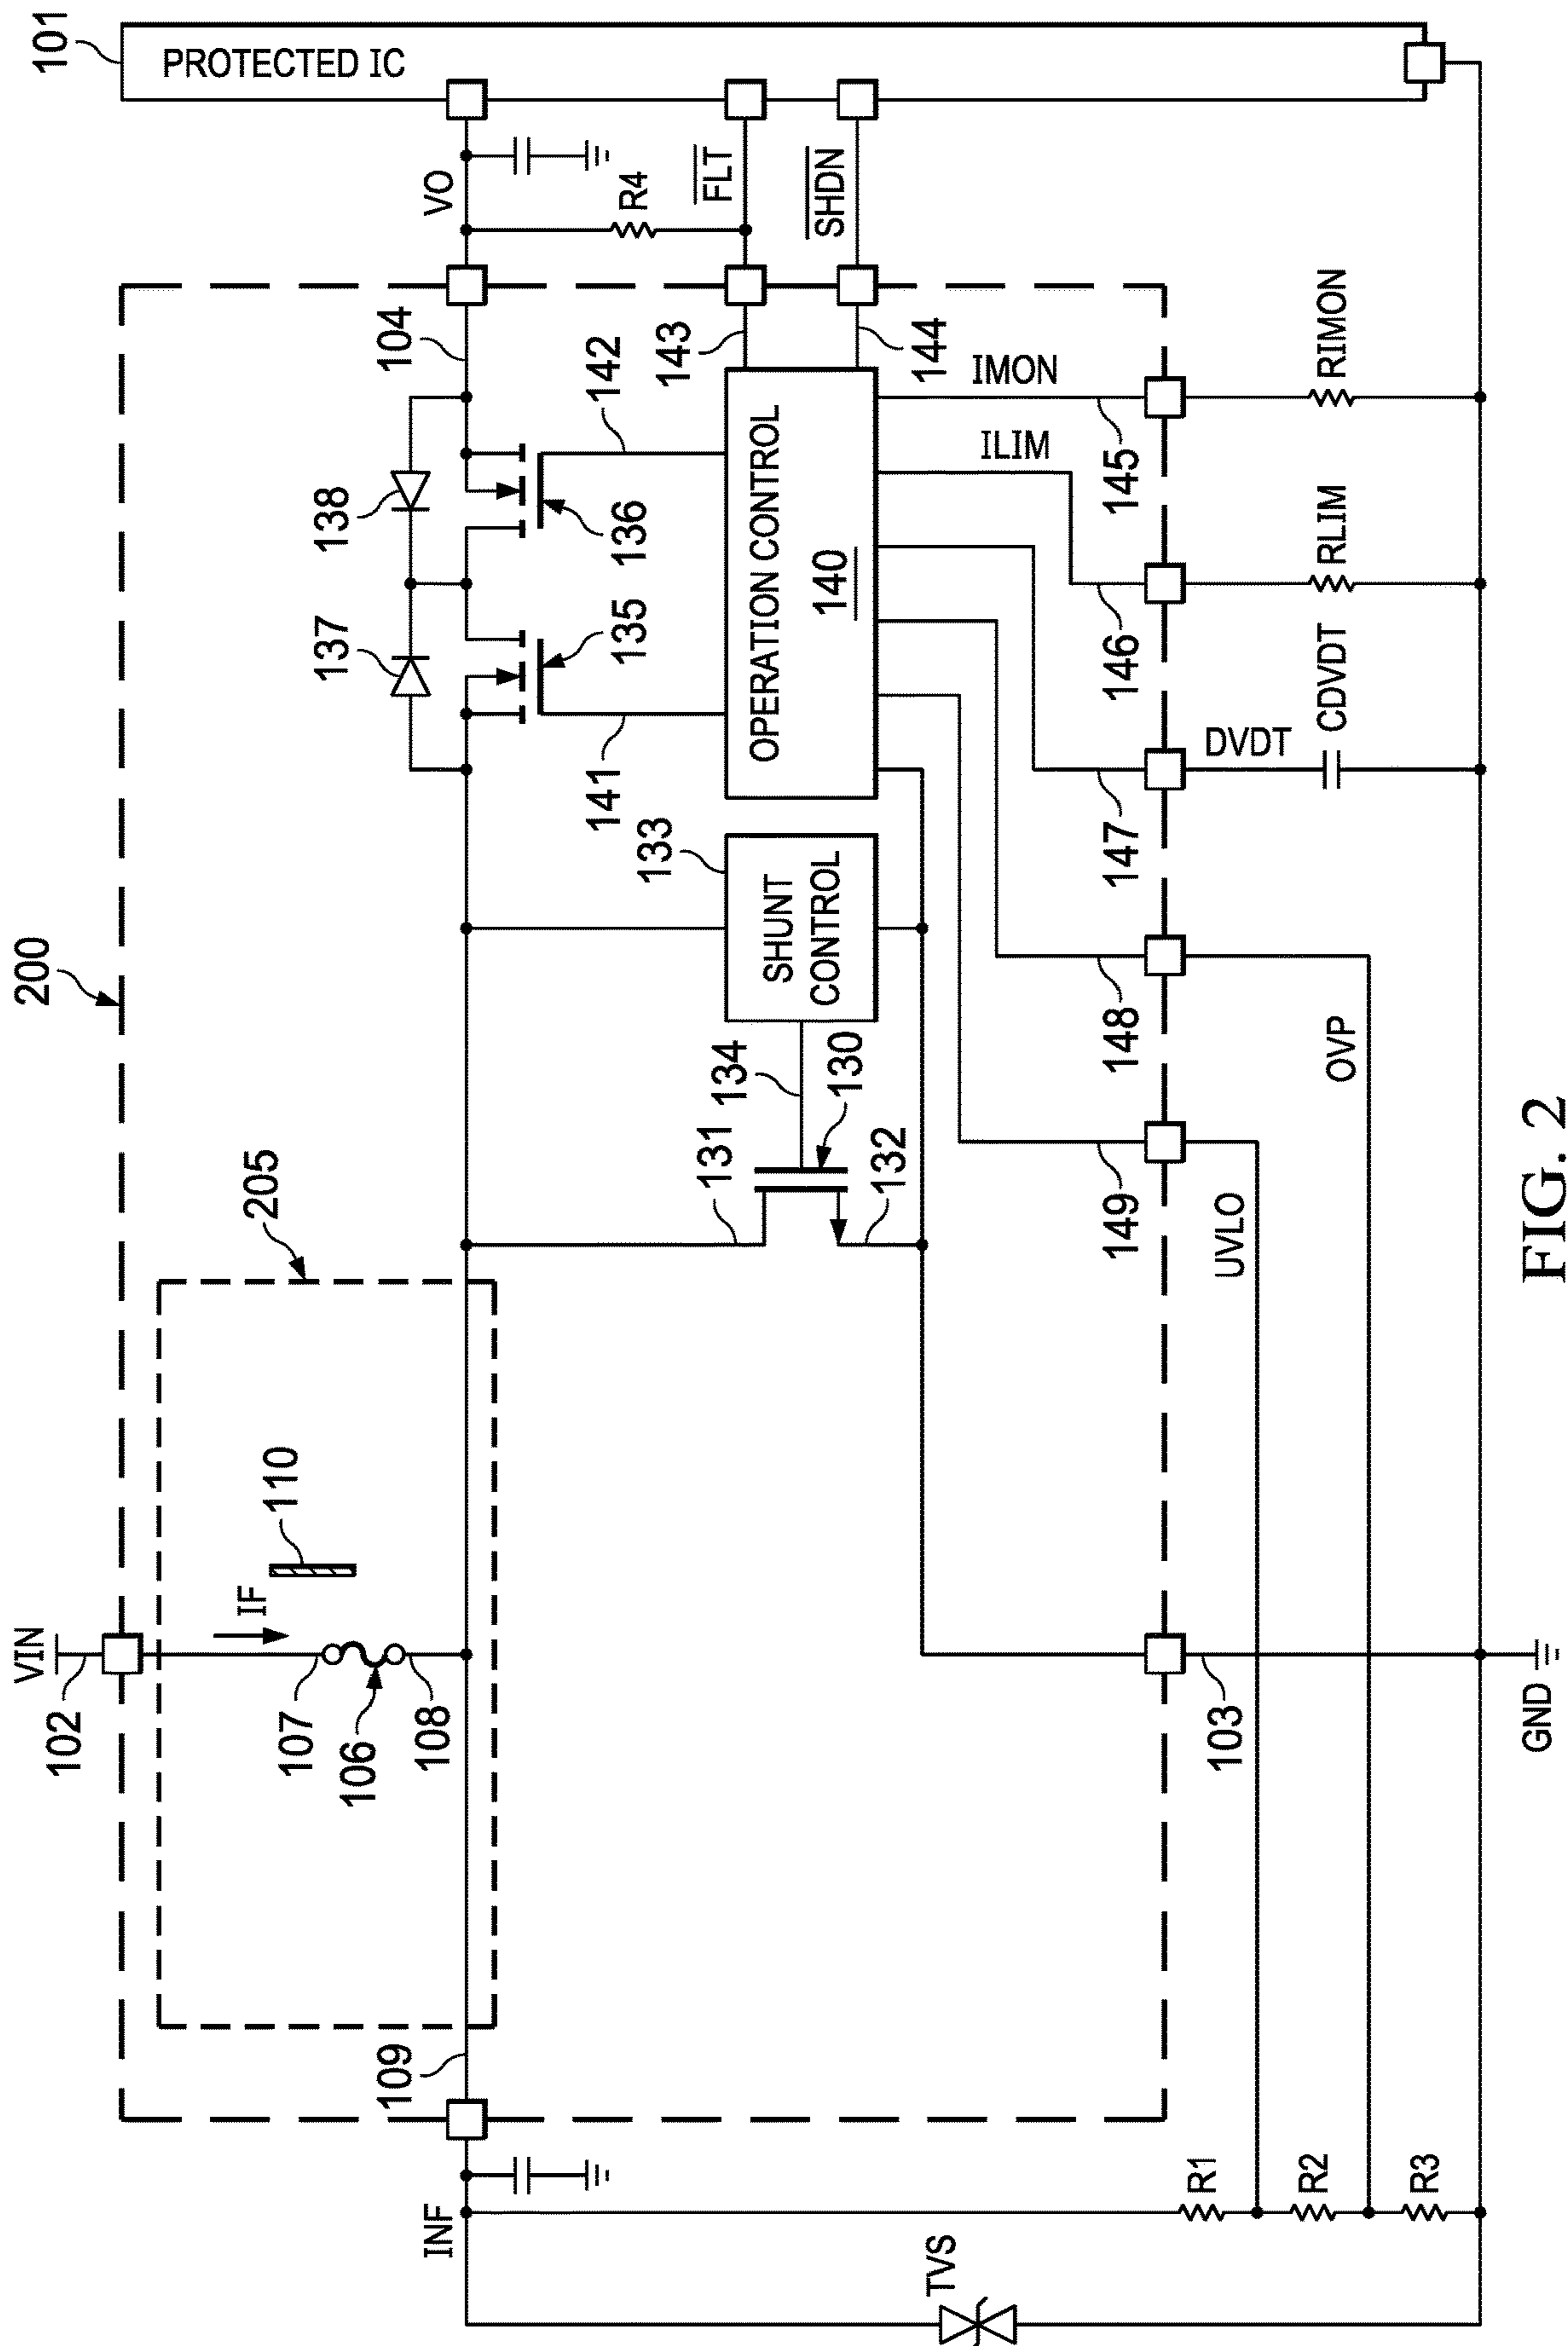 200
VIN
102
205
107
IF
110
106
108
109
INF
137
138
104
VO
101
PROTECTED IC
135
136
141
142
R4
131
134
133
143
FLT
SHUNT
CONTROL
OPERATION CONTROL
140
130
132
144
SHDN
TVS
ILIM
IMON
149
148
147
146
145
103
UVLO
DVDT
R1
OVP
CDVDT
RLIM
RIMON
R2
R3
GND
FIG. 2